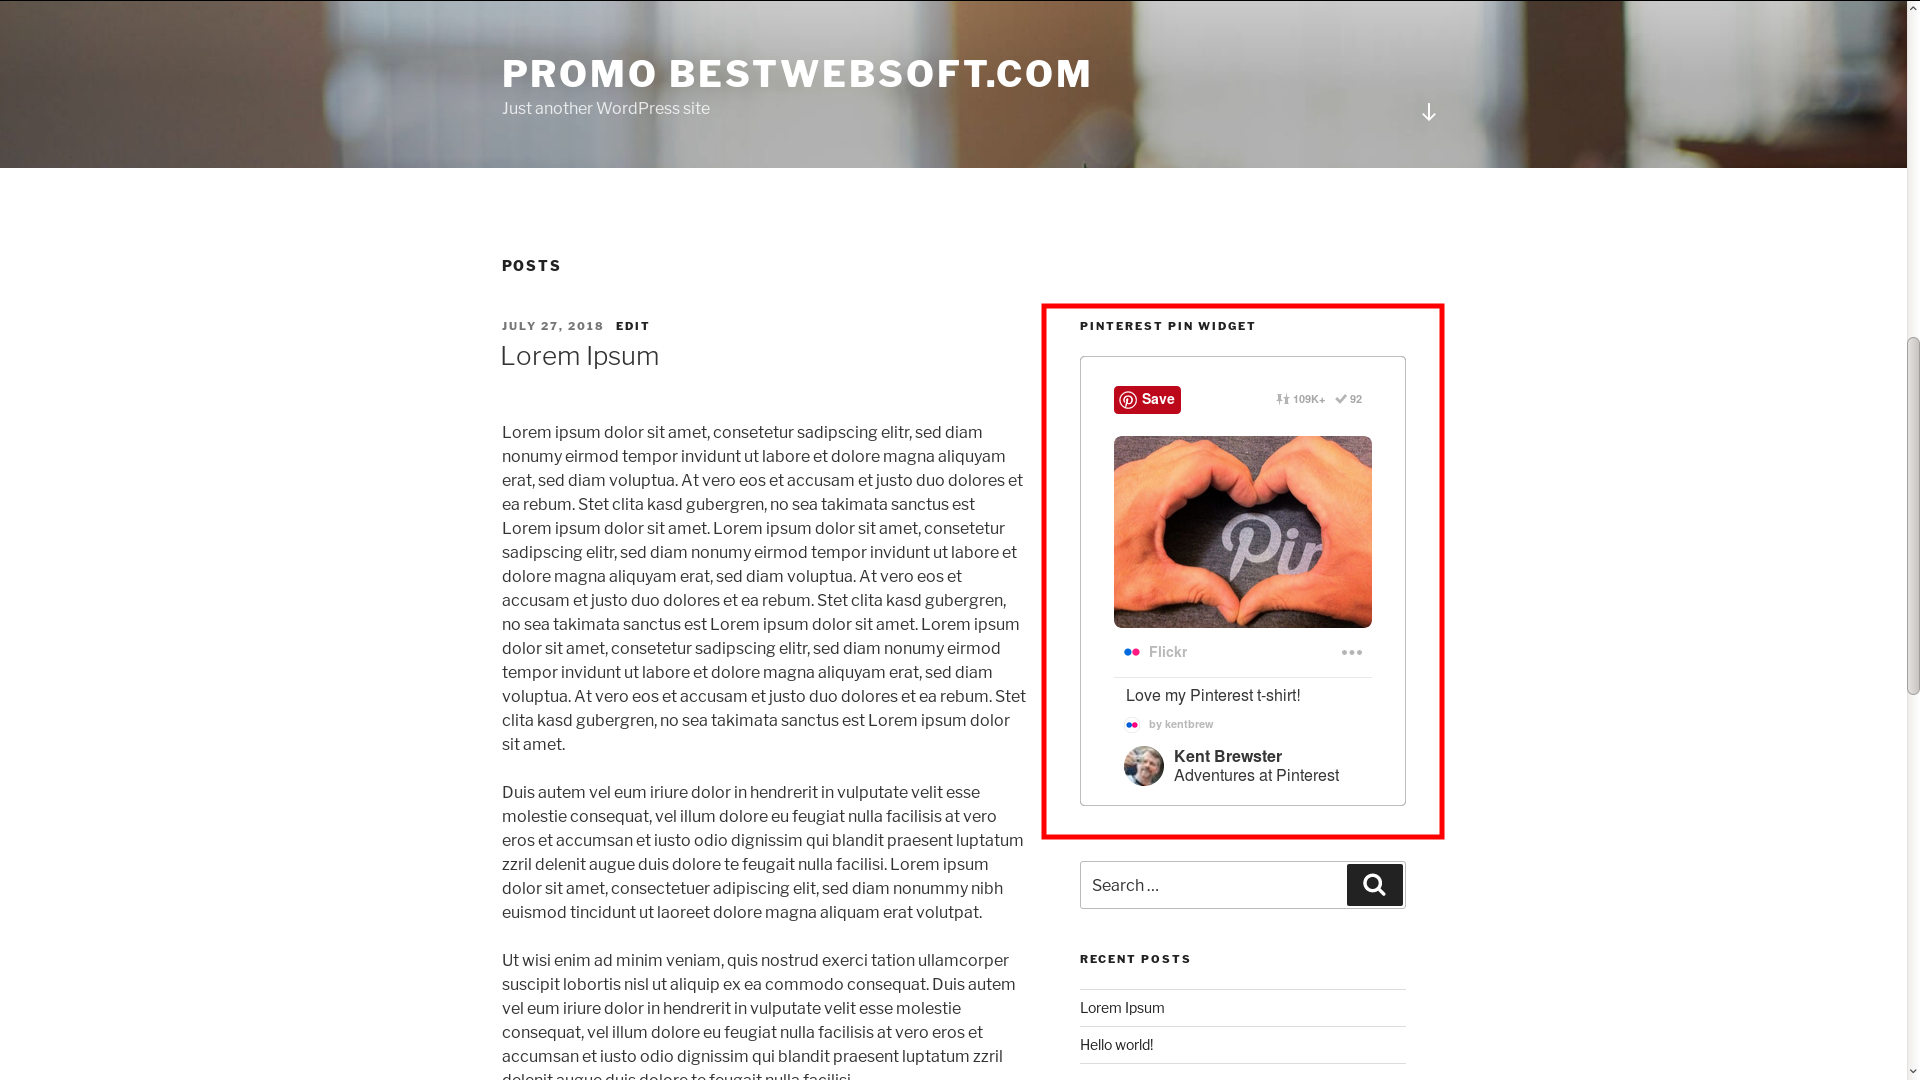 PROMO BESTWEBSOFT.COM
Just another WordPress site
POSTS
JULY 27, 2018 EDIT
Lorem Ipsum
Lorem ipsum dolor sit amet, consetetur sadipscing elitr, sed diam
nonumy eirmod tempor invidunt ut labore et dolore magna aliquyam
erat, sed diam voluptua. At vero eos et accusam et justo duo dolores et
ea rebum. Stet clita kasd gubergren, no sea takimata sanctus est
Lorem ipsum dolor sit amet. Lorem ipsum dolor sit amet, consetetur
sadipscing elitr, sed diam nonumy eirmod tempor invidunt ut labore et
dolore magna aliquyam erat, sed diam voluptua. At vero eos et
accusam et justo duo dolores et ea rebum. Stet clita kasd gubergren,
no sea takimata sanctus est Lorem ipsum dolor sit amet. Lorem ipsum
dolor sit amet, consetetur sadipscing elitr, sed diam nonumy eirmod
tempor invidunt ut labore et dolore magna aliquyam erat, sed diam
voluptua. At vero eos et accusam et justo duo dolores et ea rebum. Stet
clita kasd gubergren, no sea takimata sanctus est Lorem ipsum dolor
sit amet.
Duis autem vel eum iriure dolor in hendrerit in vulputate velit esse
molestie consequat, vel illum dolore eu feugiat nulla facilisis at vero
eros et accumsan et iusto odio dignissim qui blandit praesent luptatum
zzril delenit augue duis dolore te feugait nulla facilisi. Lorem ipsum
dolor sit amet, consectetuer adipiscing elit, sed diam nonummy nibh
euismod tincidunt ut laoreet dolore magna aliquam erat volutpat.
Ut wisi enim ad minim veniam, quis nostrud exerci tation ullamcorper
suscipit lobortis nisl ut aliquip ex ea commodo consequat. Duis autem
vel eum iriure dolor in hendrerit in vulputate velit esse molestie
consequat, vel illum dolore eu feugiat nulla facilisis at vero eros et
accumsan et iusto odio dignissim qui blandit praesent luptatum zzril
delenit augue duis dolore te feugait nulla facilisi.
PINTEREST PIN WIDGET
Save 109K+ 92
Pin
Flickr
Love my Pinterest t-shirt!
by kentbrew
Kent Brewster
Adventures at Pinterest
Search …
RECENT POSTS
Lorem Ipsum
Hello world!